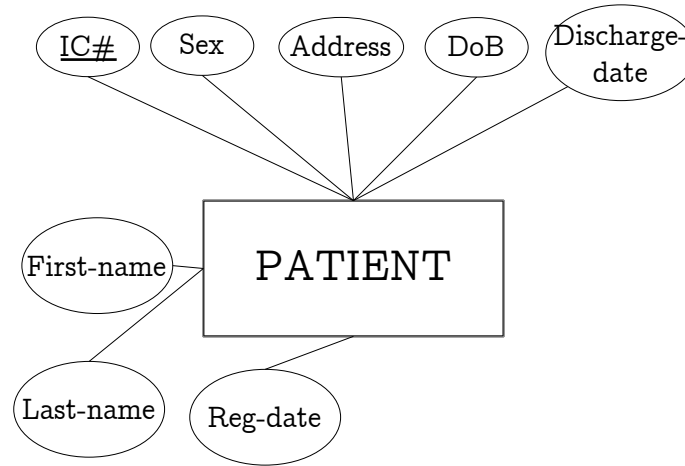 IC#
Sex
Address
DoB
Discharge-
date
First-name
PATIENT
Last-name
Reg-date